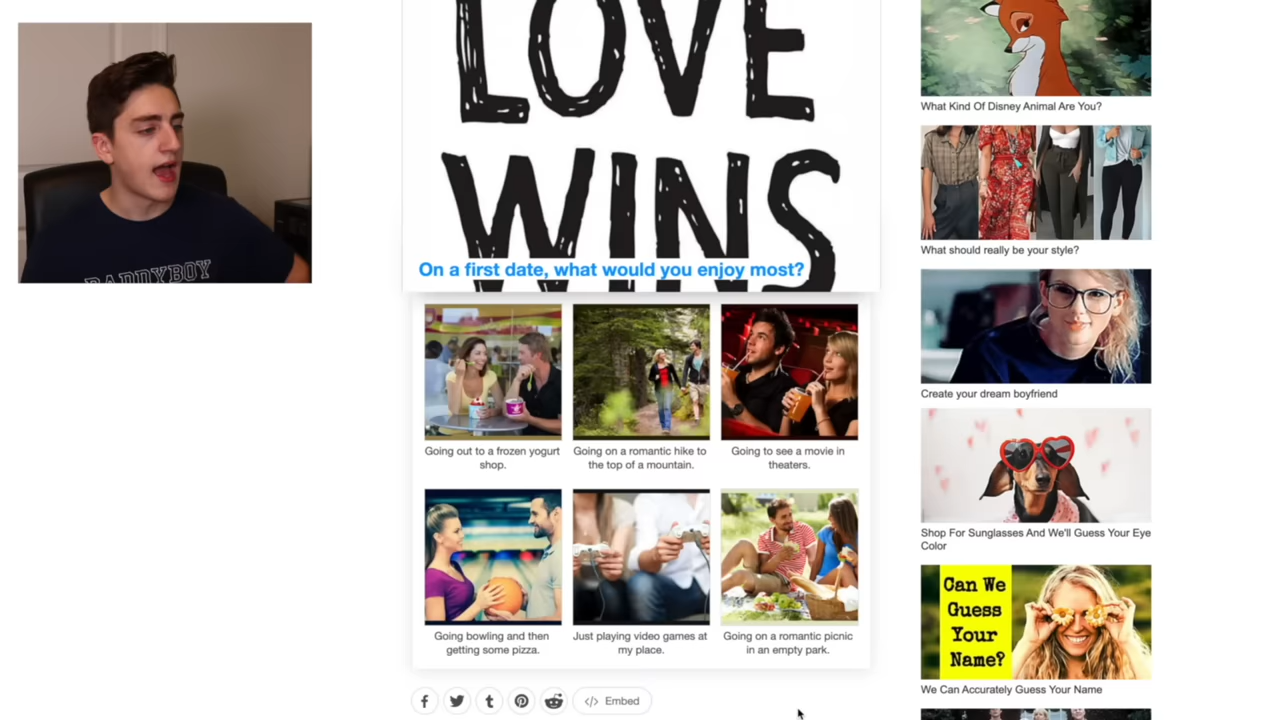 DADDYBOY
LOVE
WINS
On a first date, what would you enjoy most?
Going out to a frozen yogurt
shop.
Going on a romantic hike to
the top of a mountain.
Going to see a movie in
theaters.
Going bowling and then
getting some pizza.
Just playing video games at
my place.
Going on a romantic picnic
in an empty park.
</> Embed
What Kind Of Disney Animal Are You?
What should really be your style?
Create your dream boyfriend
Shop For Sunglasses And We'll Guess Your Eye
Color
Can We
Guess
Your
Name?
We Can Accurately Guess Your Name